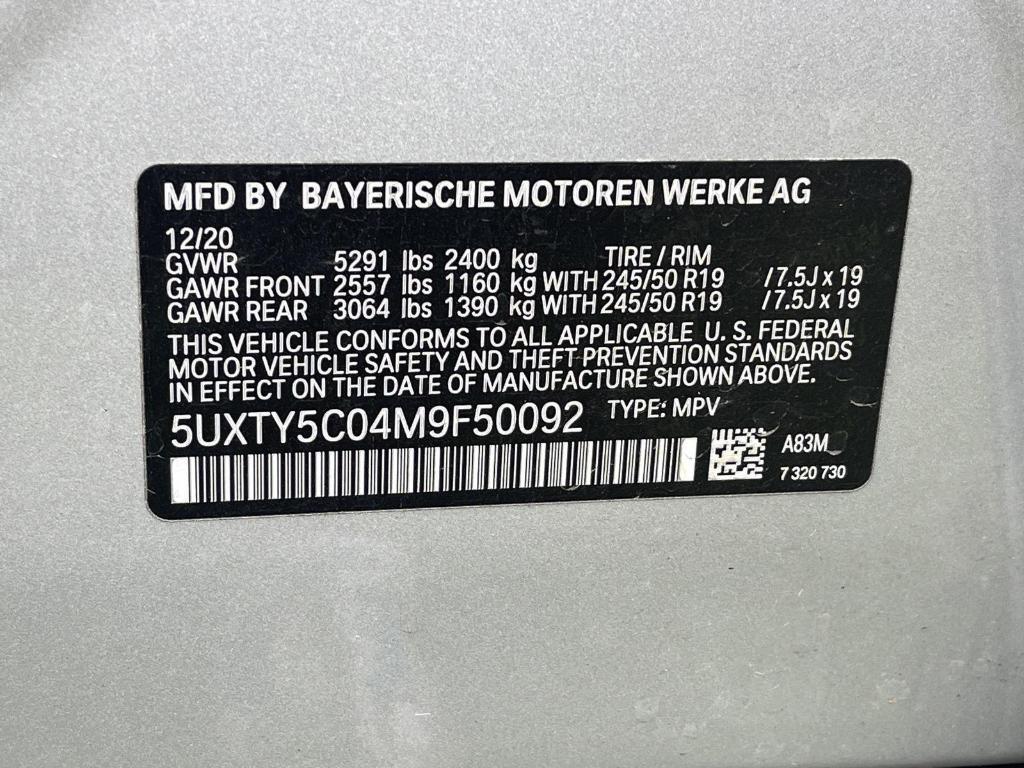 MFD BY BAYERISCHE MOTOREN WERKE AG
12/20
GVWR 5291 lbs 2400 kg TIRE / RIM
GAWR FRONT 2557 lbs 1160 kg WITH 245/50 R19 /7.5J x 19
GAWR REAR 3064 lbs 1390 kg WITH 245/50 R19 /7.5J x 19
THIS VEHICLE CONFORMS TO ALL APPLICABLE U. S. FEDERAL
MOTOR VEHICLE SAFETY AND THEFT PREVENTION STANDARDS
IN EFFECT ON THE DATE OF MANUFACTURE SHOWN ABOVE.
5UXTY5C04M9F50092 TYPE: MPV
A83M
7 320 730